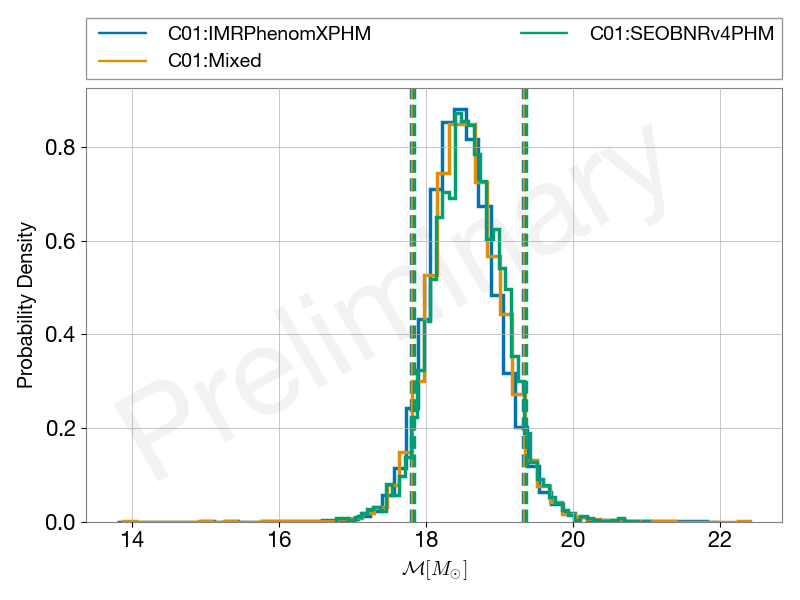 C01:IMRPhenomXPHM
C01:Mixed
C01:SEOBNRv4PHM
Preliminary
Probability Density
0.8
0.6
0.4
0.2
0.0
14 16 18 20 22
ℳ[M⊙]